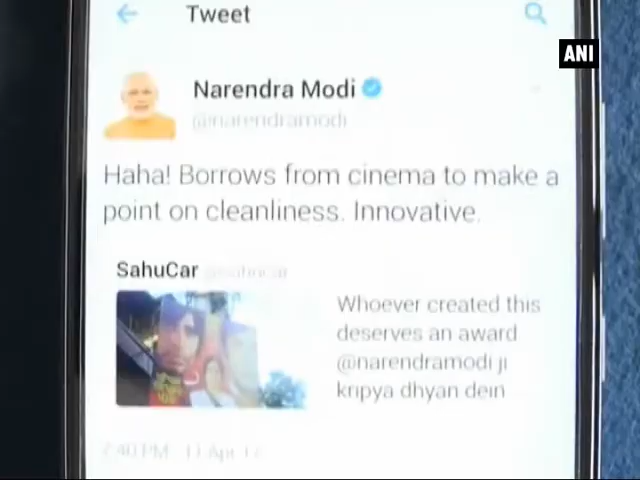 Tweet
ANI
Narendra Modi
@narendramodi
Haha! Borrows from cinema to make a
point on cleanliness. Innovative.
SahuCar @sahucar
Whoever created this
deserves an award
@narendramodi ji
kripya dhyan dein